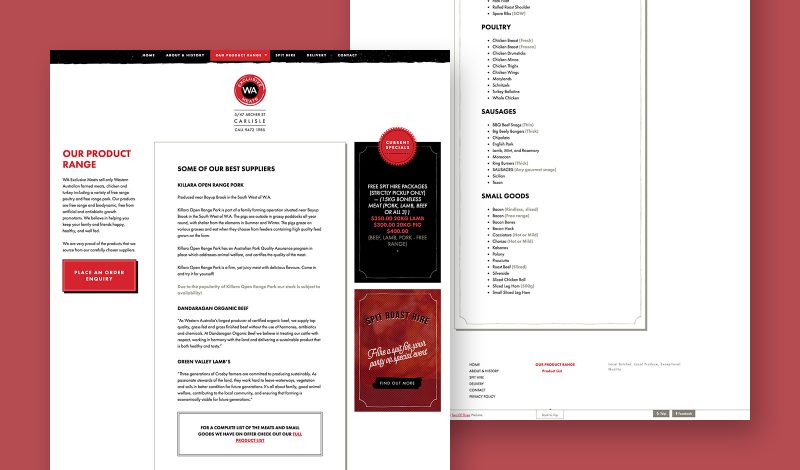 HOME
ABOUT & HISTORY
OUR PRODUCT RANGE
SPIT HIRE
DELIVERY
CONTACT
EXCLUSIVE
WA
MEATS
5/67 ARCHER ST
CARLISLE
CALL 9472 1985
OUR PRODUCT
RANGE
WA Exclusive Meats sell only Western
Australian farmed meats, chicken and
turkey including a variety of free range
poultry and free range pork. Our products
are free range and biodynamic, free from
artificial and antibiotic growth
promotants. We believe in helping you
keep your family and friends happy,
healthy, and well fed.
We are very proud of the products that we
source from our carefully chosen suppliers.
PLACE AN ORDER
ENQUIRY
SOME OF OUR BEST SUPPLIERS
KILLARA OPEN RANGE PORK
Produced near Boyup Brook in the South West of W.A.
Killara Open Range Pork is a family farming operation situated near Boyup
Brook in the South West of W.A. The pigs are outside in grassy paddocks all year
round, with shelter from the elements in Summer and Winter. The pigs graze on
various grasses and eat when they choose from feeders containing high quality feed
grown on the farm.
Killara Open Range Pork has an Australian Pork Quality Assurance program in
place which addresses animal welfare, and certifies the quality of the meat.
Killara Open Range Pork is a firm, yet juicy meat with delicious flavours. Come in
and try it for yourself!
Due to the popularity of Killara Open Range Pork our stock is subject to
availability!
DANDARAGAN ORGANIC BEEF
"As Western Australia's largest producer of certified organic beef, we supply top
quality, grass-fed and grass finished beef without the use of hormones, antibiotics
and chemicals. At Dandaragan Organic Beef we believe in treating our cattle with
respect, working in harmony with the land and delivering a sustainable product that
is both healthy and tasty."
GREEN VALLEY LAMB'S
"Three generations of Crosby farmers are committed to producing sustainably. As
passionate stewards of the land, they work hard to leave waterways, vegetation
and soils in better condition for future generations. It's all about family, good animal
welfare, contributing to the local community, and ensuring that farming is
economically viable for future generations."
FOR A COMPLETE LIST OF THE MEATS AND SMALL
GOODS WE HAVE ON OFFER CHECK OUT OUR FULL
PRODUCT LIST
CURRENT
SPECIALS
FREE SPIT HIRE PACKAGES
(STRICTLY PICKUP ONLY)
— (15KG BONELESS
MEAT (PORK, LAMB, BEEF
OR ALL 3) )
$350.00 20KG LAMB
$300.00 20KG PIG
$400.00
(BEEF, LAMB, PORK - FREE
RANGE)
SPIT ROAST HIRE
Hire a spit for your
party or special event
FIND OUT MORE
Rolled Roast Shoulder
Spare Ribs (SOW)
POULTRY
Chicken Breast (Fresh)
Chicken Breast (Frozen)
Chicken Drumsticks
Chicken Mince
Chicken Thighs
Chicken Wings
Marylands
Schnitzels
Turkey Ballotine
Whole Chicken
SAUSAGES
BBQ Beef Snags (Thin)
Big Beefy Bangers (Thick)
Chipolata
English Pork
Lamb, Mint, and Rosemary
Moroccan
Ring Burners (Thick)
SAUSAGES (Any gourmet snags)
Sicilian
Texan
SMALL GOODS
Bacon (Rindless, sliced)
Bacon (Free range)
Bacon Bones
Bacon Hock
Cacciatora (Hot or Mild)
Chorizo (Hot or Mild)
Kabanas
Polony
Prosciutto
Roast Beef (Sliced)
Silverside
Sliced Chicken Roll
Sliced Leg Ham (500g)
Small Sliced Leg Ham
HOME
ABOUT & HISTORY
SPIT HIRE
DELIVERY
CONTACT
PRIVACY POLICY
OUR PRODUCT RANGE
Product List
Local Butcher, Local Produce, Exceptional
Quality
Website
Back to top
Yelp
Facebook